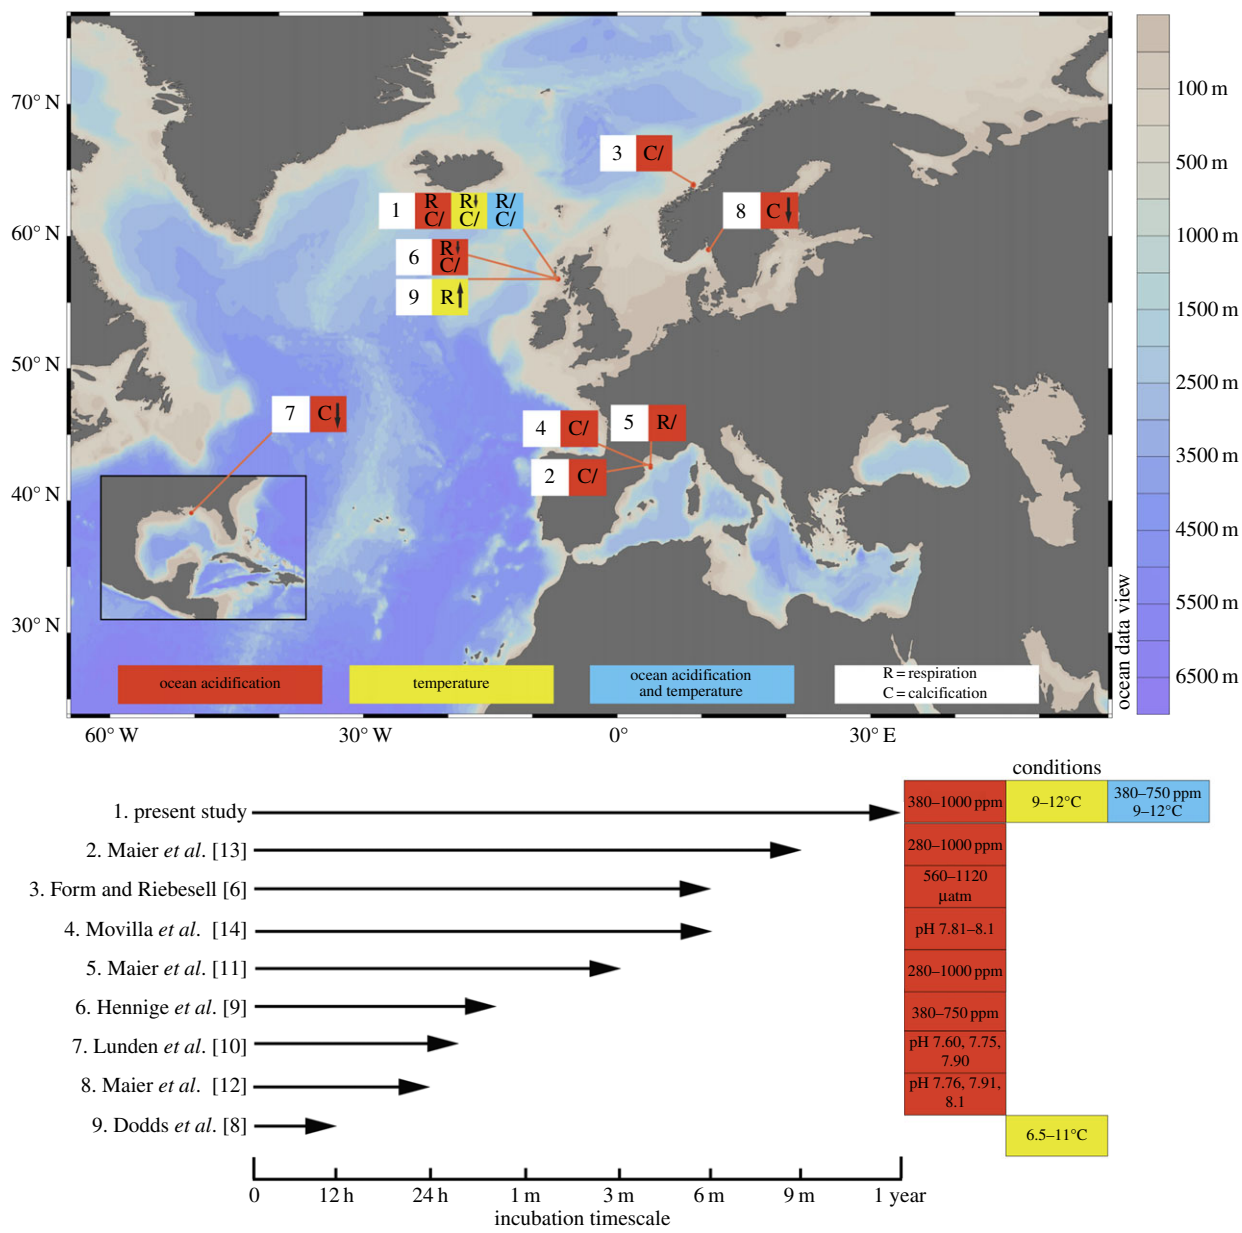 70° N
60° N
50° N
40° N
30° N
3 C/
1 R C/ R C/ R/ C/
8 C
6 R C/
9 R
7 C
4 C/
5 R/
2 C/
ocean acidification
temperature
ocean acidification
and temperature
R = respiration
C = calcification
60° W
30° W
0°
30° E
100 m
500 m
1000 m
1500 m
2500 m
3500 m
4500 m
5500 m
6500 m
ocean data view
conditions
1. present study
380–1000 ppm
9–12°C
380–750 ppm
9–12°C
2. Maier et al. [13]
280–1000 ppm
3. Form and Riebesell [6]
560–1120
µatm
4. Movilla et al. [14]
pH 7.81–8.1
5. Maier et al. [11]
280–1000 ppm
6. Hennige et al. [9]
380–750 ppm
7. Lunden et al. [10]
pH 7.60, 7.75,
7.90
8. Maier et al. [12]
pH 7.76, 7.91,
8.1
9. Dodds et al. [8]
6.5–11°C
0
12 h
24 h
1 m
3 m
6 m
9 m
1 year
incubation timescale